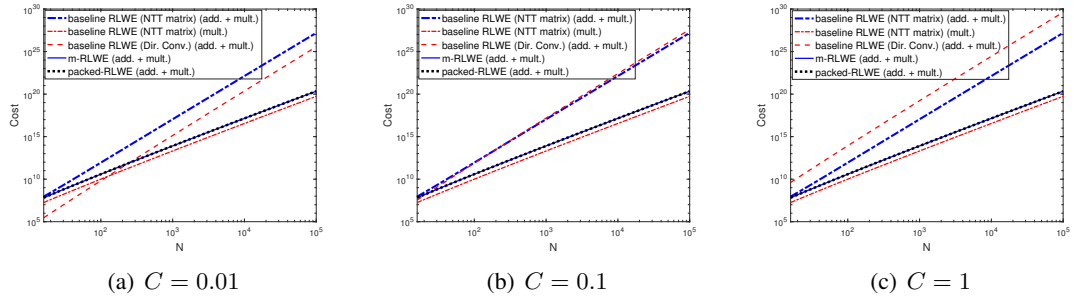 10^30
10^25
10^20
10^15
10^10
10^5
Cost
baseline RLWE (NTT matrix) (add. + mult.)
baseline RLWE (NTT matrix) (mult.)
baseline RLWE (Dir. Conv.) (add. + mult.)
m-RLWE (add. + mult.)
packed-RLWE (add. + mult.)
10^2 10^3 10^4 10^5
N
(a) C = 0.01
10^30
10^25
10^20
10^15
10^10
10^5
Cost
baseline RLWE (NTT matrix) (add. + mult.)
baseline RLWE (NTT matrix) (mult.)
baseline RLWE (Dir. Conv.) (add. + mult.)
m-RLWE (add. + mult.)
packed-RLWE (add. + mult.)
10^2 10^3 10^4 10^5
N
(b) C = 0.1
10^30
10^25
10^20
10^15
10^10
10^5
Cost
baseline RLWE (NTT matrix) (add. + mult.)
baseline RLWE (NTT matrix) (mult.)
baseline RLWE (Dir. Conv.) (add. + mult.)
m-RLWE (add. + mult.)
packed-RLWE (add. + mult.)
10^2 10^3 10^4 10^5
N
(c) C = 1